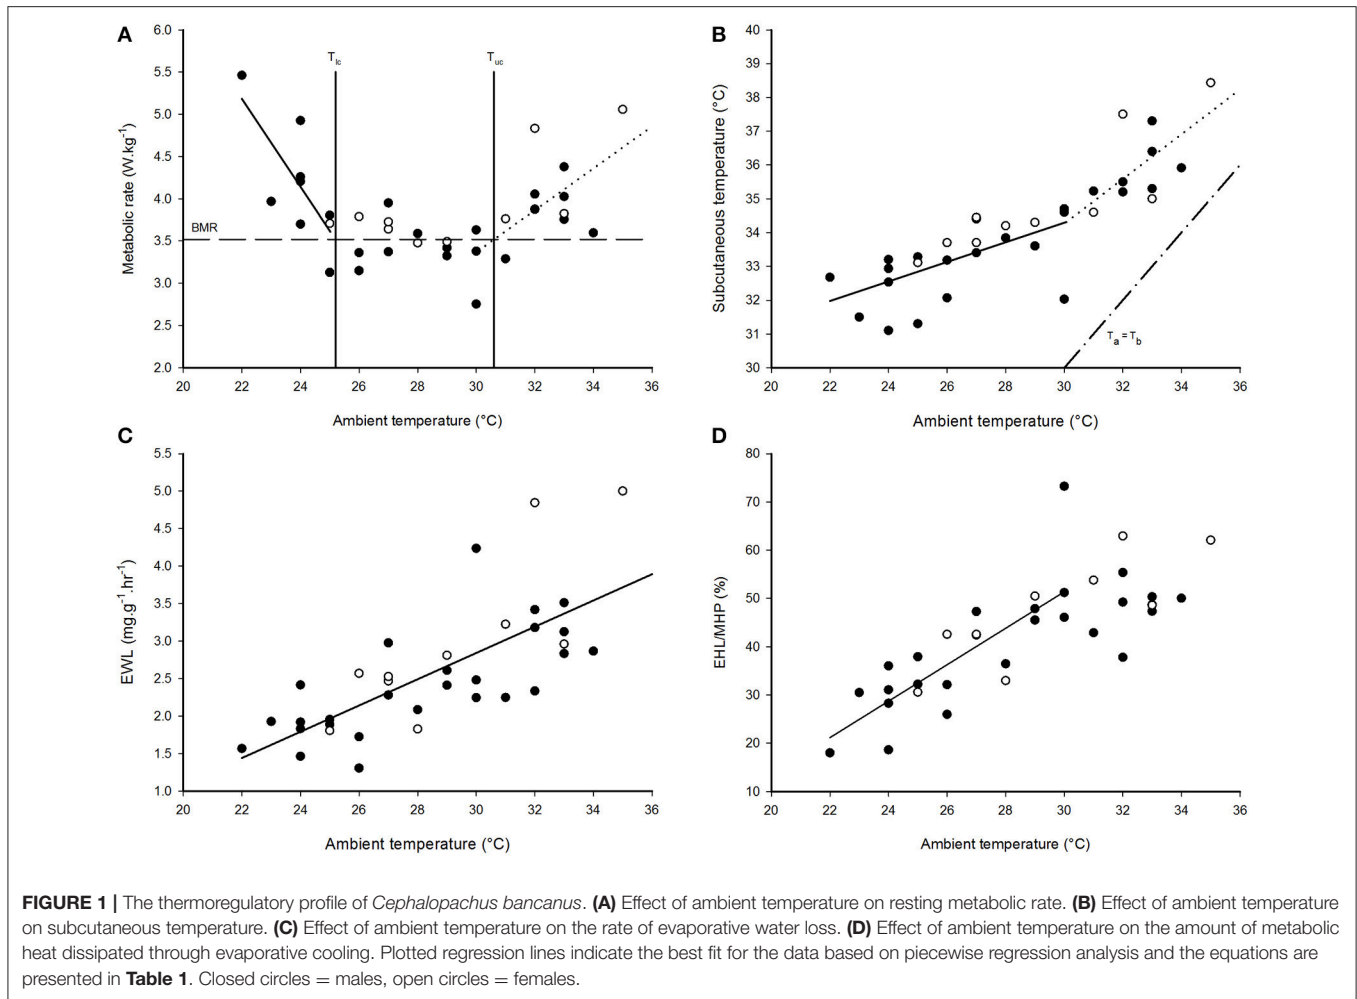 A
6.0
5.5
5.0
4.5
4.0
3.5
3.0
2.5
2.0
Metabolic rate (W.kg-1)
Tlc
Tuc
BMR
20 22 24 26 28 30 32 34 36
Ambient temperature (°C)
B
40
39
38
37
36
35
34
33
32
31
30
Subcutaneous temperature (°C)
Ta = Tb
20 22 24 26 28 30 32 34 36
Ambient temperature (°C)
C
5.5
5.0
4.5
4.0
3.5
3.0
2.5
2.0
1.5
1.0
EWL (mg.g-1.hr-1)
20 22 24 26 28 30 32 34 36
Ambient temperature (°C)
D
80
70
60
50
40
30
20
10
EHL/MHP (%)
20 22 24 26 28 30 32 34 36
Ambient temperature (°C)
FIGURE 1 | The thermoregulatory profile of Cephalopachus bancanus. (A) Effect of ambient temperature on resting metabolic rate. (B) Effect of ambient temperature
on subcutaneous temperature. (C) Effect of ambient temperature on the rate of evaporative water loss. (D) Effect of ambient temperature on the amount of metabolic
heat dissipated through evaporative cooling. Plotted regression lines indicate the best fit for the data based on piecewise regression analysis and the equations are
presented in Table 1. Closed circles = males, open circles = females.